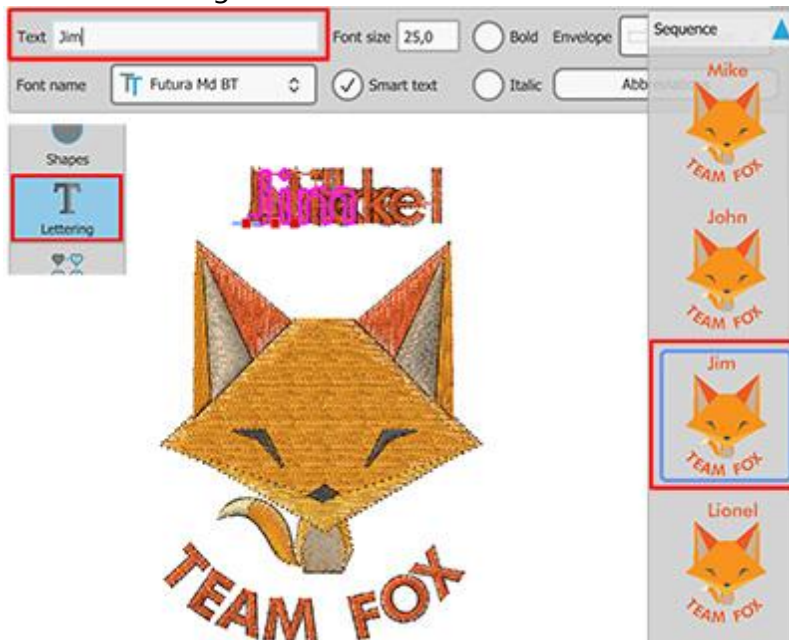 Text Jim
Font size 25,0
Bold
Envelope
Sequence
Font name
Futura Md BT
Smart text
Italic
Abb
Shapes
Lettering
TEAM FOX
Mike
TEAM FOX
John
TEAM FOX
Jim
TEAM FOX
Lionel
TEAM FOX